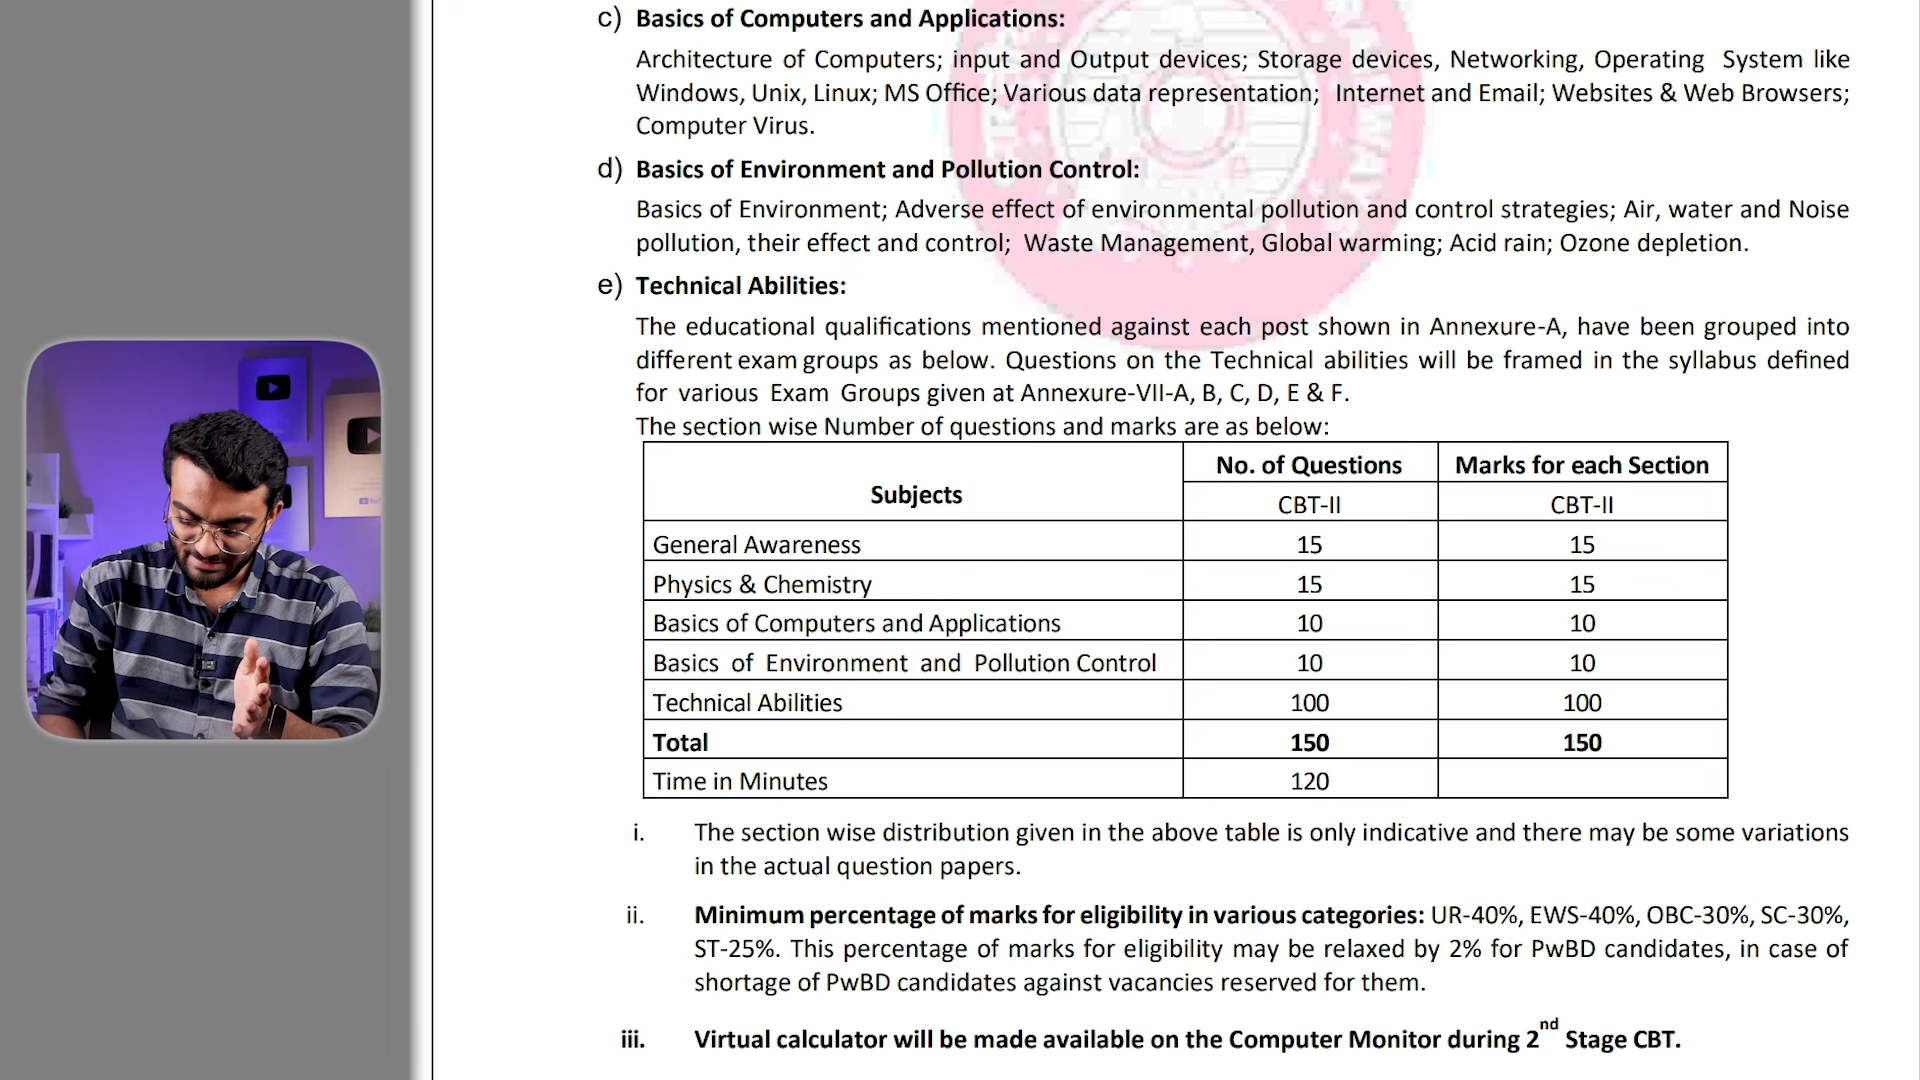 c) Basics of Computers and Applications:
Architecture of Computers; input and Output devices; Storage devices, Networking, Operating System like
Windows, Unix, Linux; MS Office; Various data representation; Internet and Email; Websites & Web Browsers;
Computer Virus.
d) Basics of Environment and Pollution Control:
Basics of Environment; Adverse effect of environmental pollution and control strategies; Air, water and Noise
pollution, their effect and control; Waste Management, Global warming; Acid rain; Ozone depletion.
e) Technical Abilities:
The educational qualifications mentioned against each post shown in Annexure-A, have been grouped into
different exam groups as below. Questions on the Technical abilities will be framed in the syllabus defined
for various Exam Groups given at Annexure-VII-A, B, C, D, E & F.
The section wise Number of questions and marks are as below:
Subjects No. of Questions Marks for each Section
CBT-II CBT-II
General Awareness 15 15
Physics & Chemistry 15 15
Basics of Computers and Applications 10 10
Basics of Environment and Pollution Control 10 10
Technical Abilities 100 100
Total 150 150
Time in Minutes 120
i. The section wise distribution given in the above table is only indicative and there may be some variations
in the actual question papers.
ii. Minimum percentage of marks for eligibility in various categories: UR-40%, EWS-40%, OBC-30%, SC-30%,
ST-25%. This percentage of marks for eligibility may be relaxed by 2% for PwBD candidates, in case of
shortage of PwBD candidates against vacancies reserved for them.
iii. Virtual calculator will be made available on the Computer Monitor during 2nd Stage CBT.